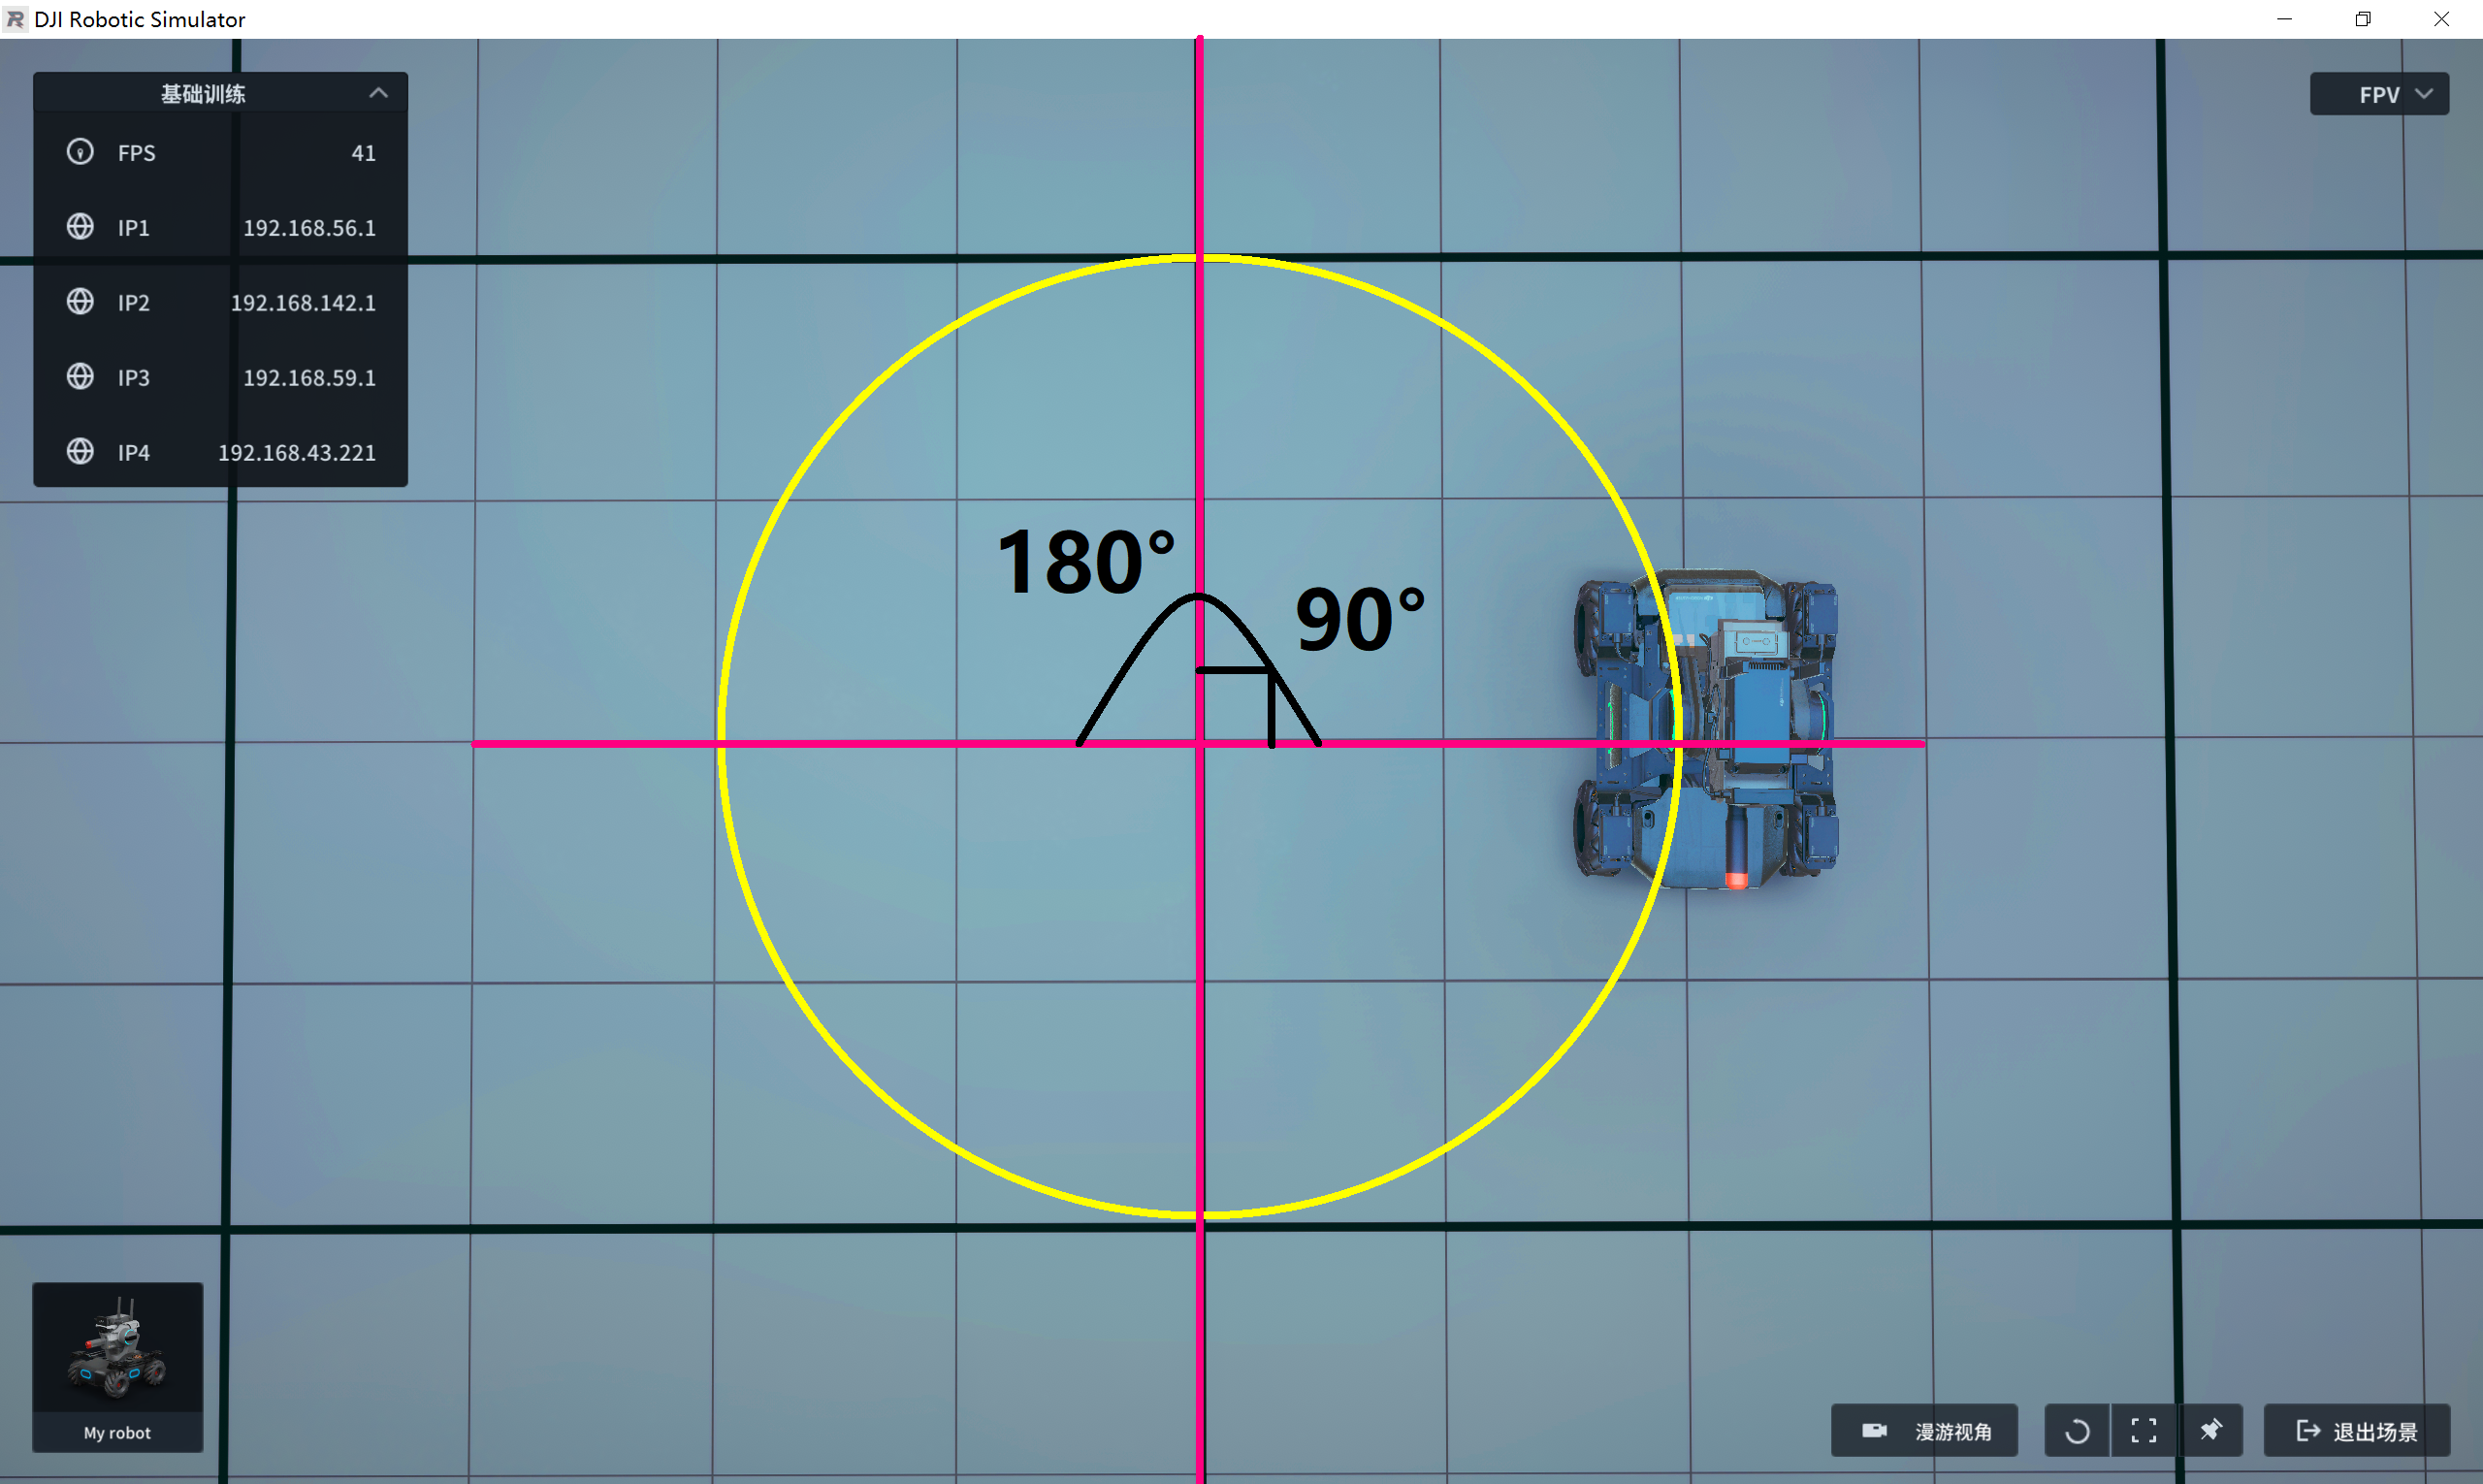 DJI Robotic Simulator
基础训练
FPV
FPS 41
IP1 192.168.56.1
IP2 192.168.142.1
IP3 192.168.59.1
IP4 192.168.43.221
180°
90°
My robot
漫游视角
退出场景